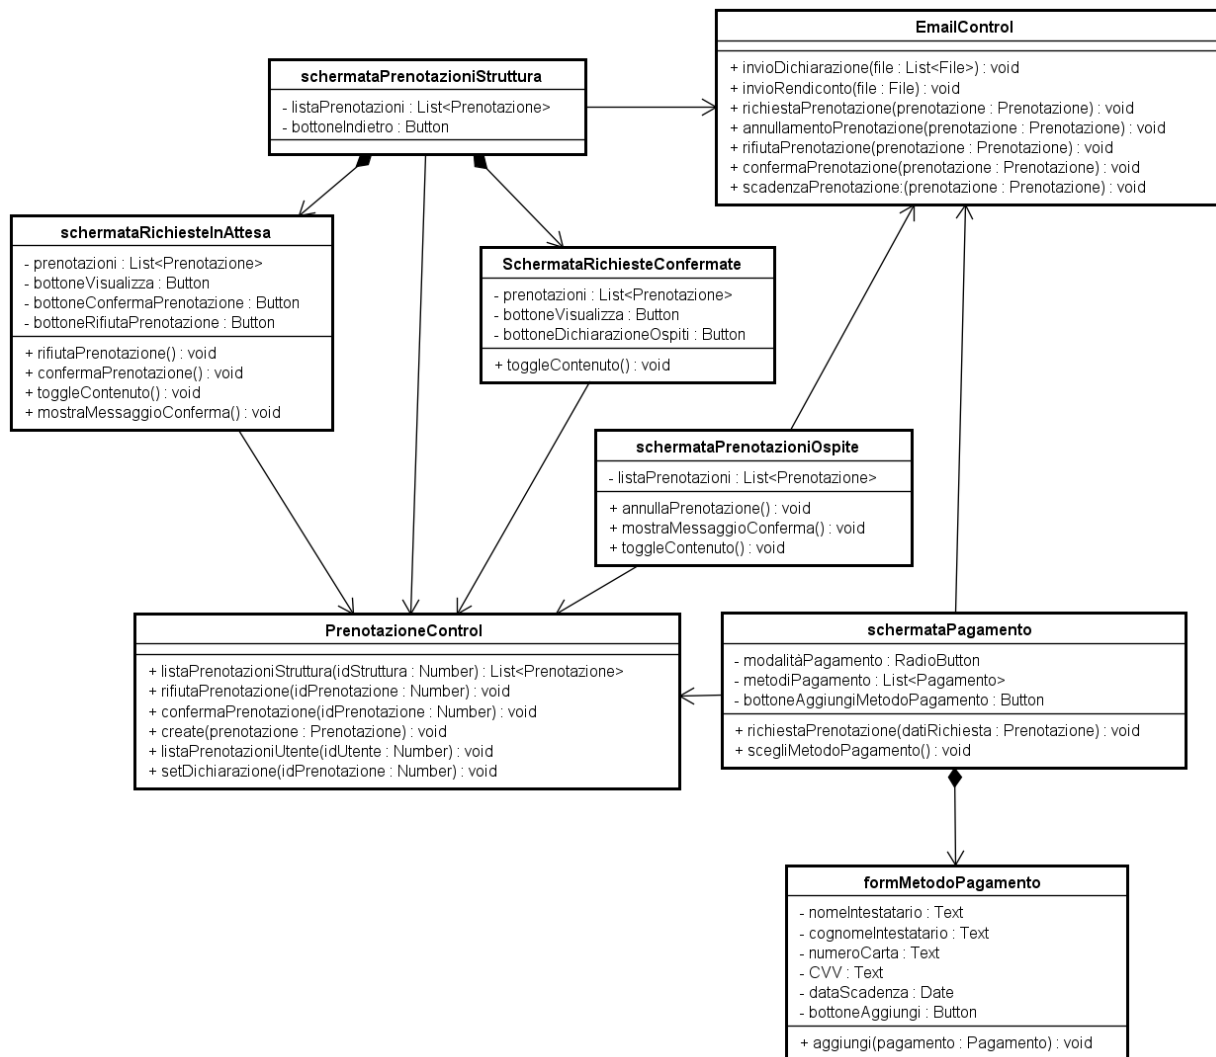 EmailControl
+ invioDichiarazione(file : List<File>) : void
+ invioRendiconto(file : File) : void
+ richiestaPrenotazione(prenotazione : Prenotazione) : void
+ annullamentoPrenotazione(prenotazione : Prenotazione) : void
+ rifiutaPrenotazione(prenotazione : Prenotazione) : void
+ confermaPrenotazione(prenotazione : Prenotazione) : void
+ scadenzaPrenotazione:(prenotazione : Prenotazione) : void
schermataPrenotazioniStruttura
- listaPrenotazioni : List<Prenotazione>
- bottoneIndietro : Button
schermataRichiesteInAttesa
- prenotazioni : List<Prenotazione>
- bottoneVisualizza : Button
- bottoneConfermaPrenotazione : Button
- bottoneRifiutaPrenotazione : Button
+ rifiutaPrenotazione() : void
+ confermaPrenotazione() : void
+ toggleContenuto() : void
+ mostraMessaggioConferma() : void
SchermataRichiesteConfermate
- prenotazioni : List<Prenotazione>
- bottoneVisualizza : Button
- bottoneDichiarazioneOspiti : Button
+ toggleContenuto() : void
schermataPrenotazioniOspite
- listaPrenotazioni : List<Prenotazione>
+ annullaPrenotazione() : void
+ mostraMessaggioConferma() : void
+ toggleContenuto() : void
PrenotazioneControl
+ listaPrenotazioniStruttura(idStruttura : Number) : List<Prenotazione>
+ rifiutaPrenotazione(idPrenotazione : Number) : void
+ confermaPrenotazione(idPrenotazione : Number) : void
+ create(prenotazione : Prenotazione) : void
+ listaPrenotazioniUtente(idUtente : Number) : void
+ setDichiarazione(idPrenotazione : Number) : void
schermataPagamento
- modalitàPagamento : RadioButton
- metodiPagamento : List<Pagamento>
- bottoneAggiungiMetodoPagamento : Button
+ richiestaPrenotazione(datiRichiesta : Prenotazione) : void
+ scegliMetodoPagamento() : void
formMetodoPagamento
- nomeIntestatario : Text
- cognomeIntestatario : Text
- numeroCarta : Text
- CVV : Text
- dataScadenza : Date
- bottoneAggiungi : Button
+ aggiungi(pagamento : Pagamento) : void